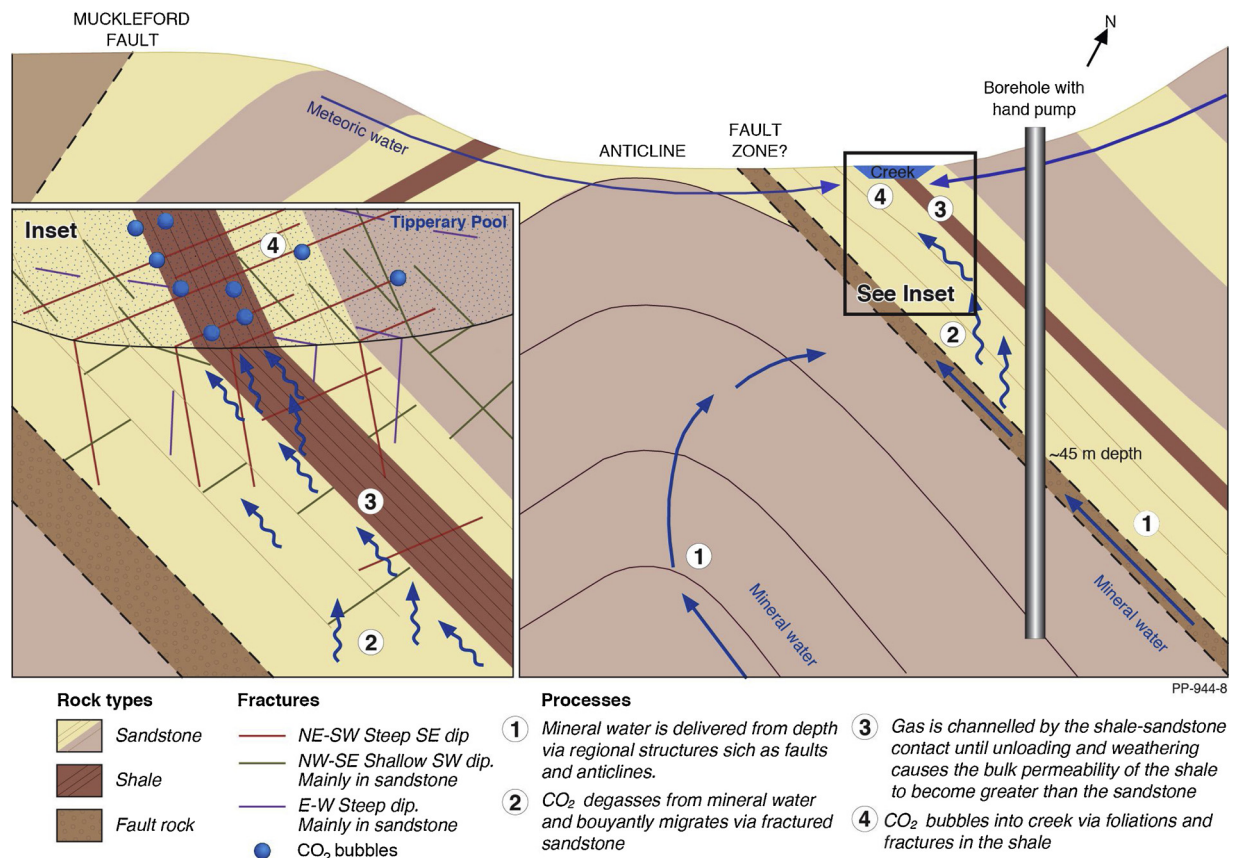 MUCKLEFORD
FAULT
N
Borehole with
hand pump
Meteoric water
ANTICLINE
FAULT
ZONE?
Creek
4
3
Inset
Tipperary Pool
4
See Inset
2
~45 m depth
3
1
1
Mineral water
Mineral water
2
PP-944-8
Rock types
Sandstone
Shale
Fault rock
Fractures
NE-SW Steep SE dip
NW-SE Shallow SW dip.
Mainly in sandstone
E-W Steep dip.
Mainly in sandstone
CO₂ bubbles
Processes
1
Mineral water is delivered from depth
via regional structures sich as faults
and anticlines.
2
CO₂ degasses from mineral water
and bouyantly migrates via fractured
sandstone
3
Gas is channelled by the shale-sandstone
contact until unloading and weathering
causes the bulk permeability of the shale
to become greater than the sandstone
4
CO₂ bubbles into creek via foliations and
fractures in the shale